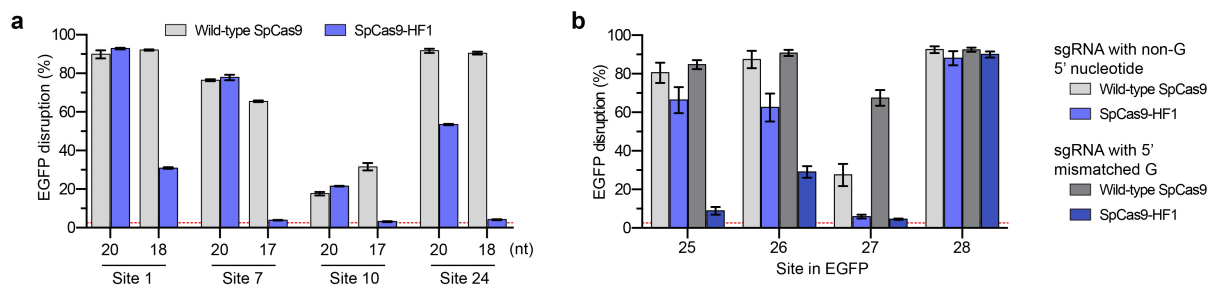 a
Wild-type SpCas9
SpCas9-HF1
EGFP disruption (%)
100
80
60
40
20
0
20 18 20 17 20 17 20 18 (nt)
Site 1 Site 7 Site 10 Site 24
b
EGFP disruption (%)
100
80
60
40
20
0
25 26 27 28
Site in EGFP
sgRNA with non-G
5’ nucleotide
Wild-type SpCas9
SpCas9-HF1
sgRNA with 5’
mismatched G
Wild-type SpCas9
SpCas9-HF1